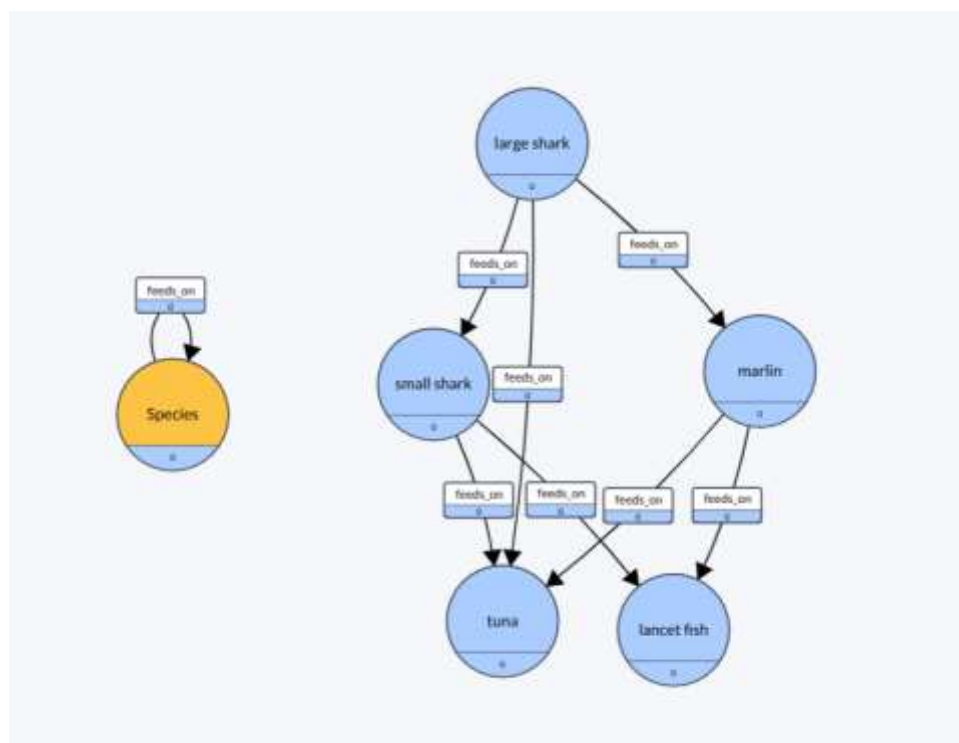 large shark
feeds_on
feeds_on
feeds_on
Species
small shark
feeds_on
marlin
feeds_on
feeds_on
feeds_on
feeds_on
tuna
lancet fish